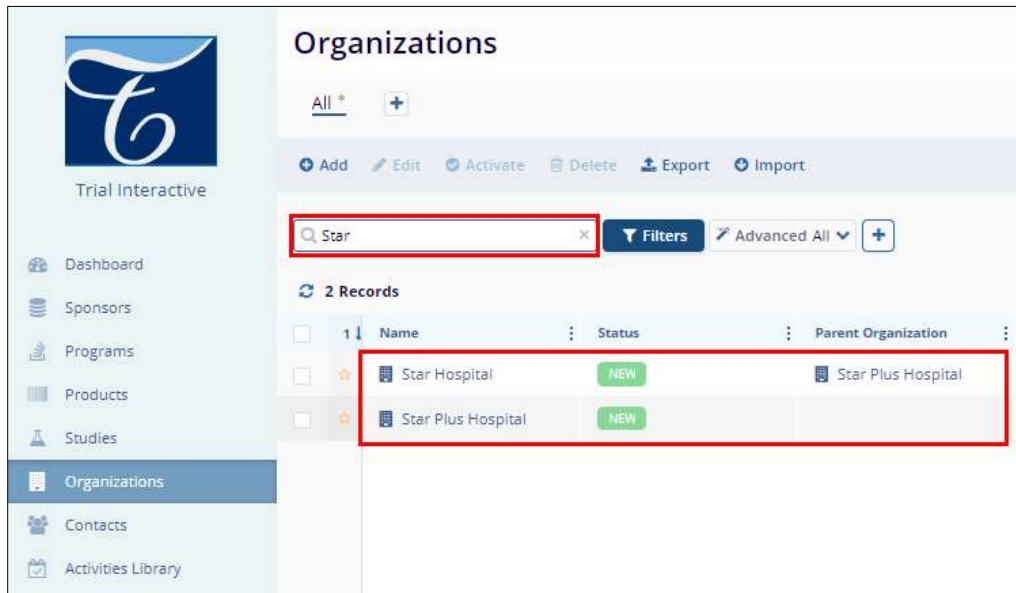 Organizations
All *
Add Edit Activate Delete Export Import
Trial Interactive
Star
Filters
Advanced All
2 Records
1 Name Status Parent Organization
Star Hospital NEW Star Plus Hospital
Star Plus Hospital NEW
Dashboard
Sponsors
Programs
Products
Studies
Organizations
Contacts
Activities Library